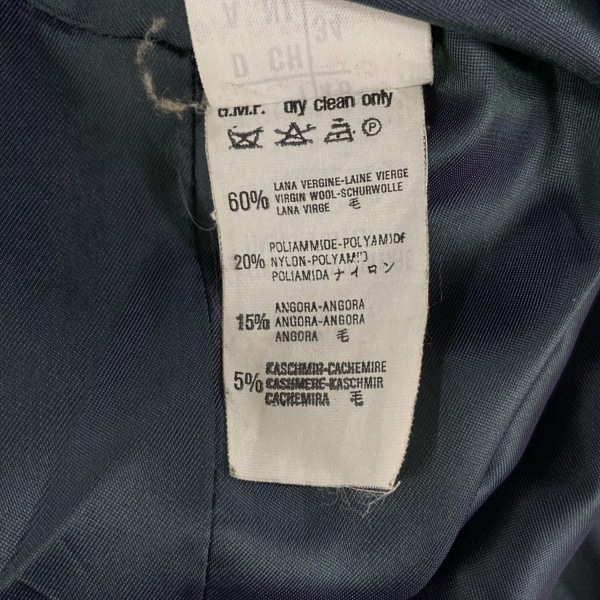 A
34
D CH
G.M.F. dry clean only
P
60% LANA VERGINE-LAINE VIERGE
VIRGIN WOOL-SCHURWOLLE
LANA VIRGE 毛
20% POLIAMMIDE-POLYAMIDE
NYLON-POLYAMID
POLIAMIDA ナイロン
15% ANGORA-ANGORA
ANGORA-ANGORA
ANGORA 毛
5% KASCHMIR-CACHEMIRE
CASHMERE-KASCHMIR
CACHEMIRA 毛